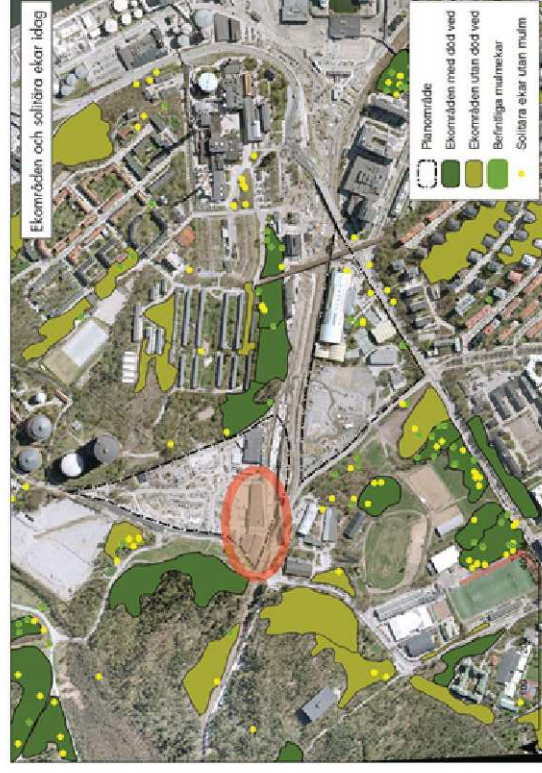 Ekområden och solitära ekar idag
Planområde
Ekområden med död ved
Ekområden utan död ved
Befintliga mulmekar
Solitära ekar utan mulm